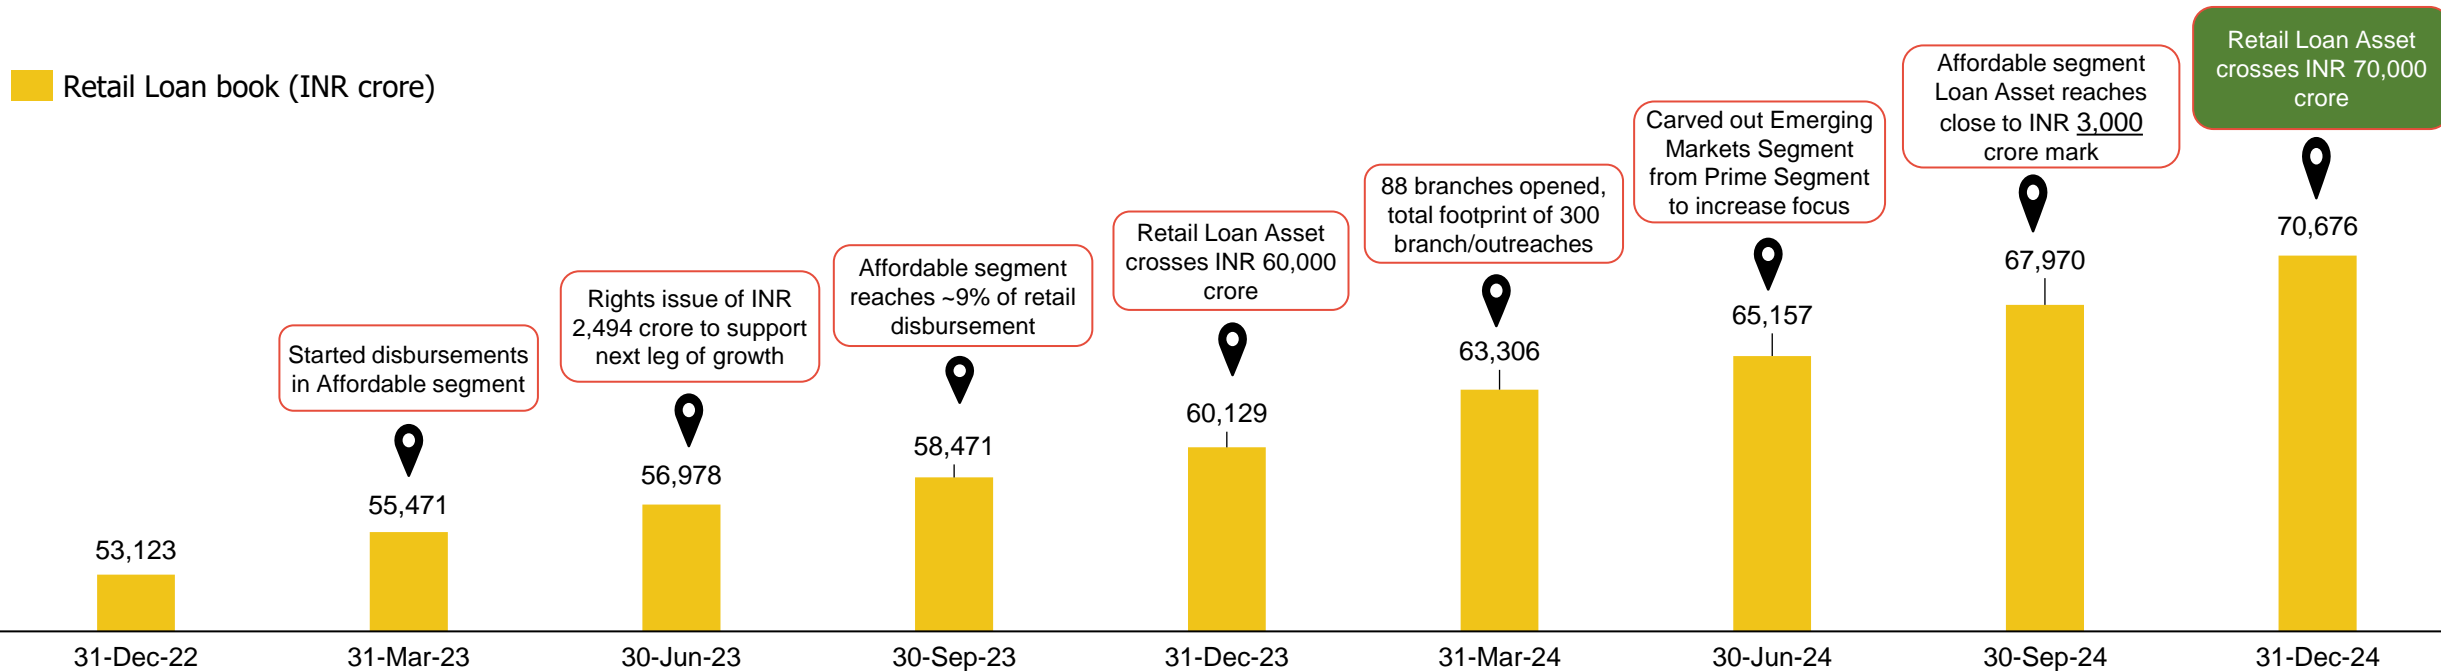 Retail Loan book (INR crore)
Started disbursements
in Affordable segment
Rights issue of INR
2,494 crore to support
next leg of growth
Affordable segment
reaches ~9% of retail
disbursement
Retail Loan Asset
crosses INR 60,000
crore
88 branches opened,
total footprint of 300
branch/outreaches
Carved out Emerging
Markets Segment
from Prime Segment
to increase focus
Affordable segment
Loan Asset reaches
close to INR 3,000
crore mark
Retail Loan Asset
crosses INR 70,000
crore
53,123
55,471
56,978
58,471
60,129
63,306
65,157
67,970
70,676
31-Dec-22
31-Mar-23
30-Jun-23
30-Sep-23
31-Dec-23
31-Mar-24
30-Jun-24
30-Sep-24
31-Dec-24